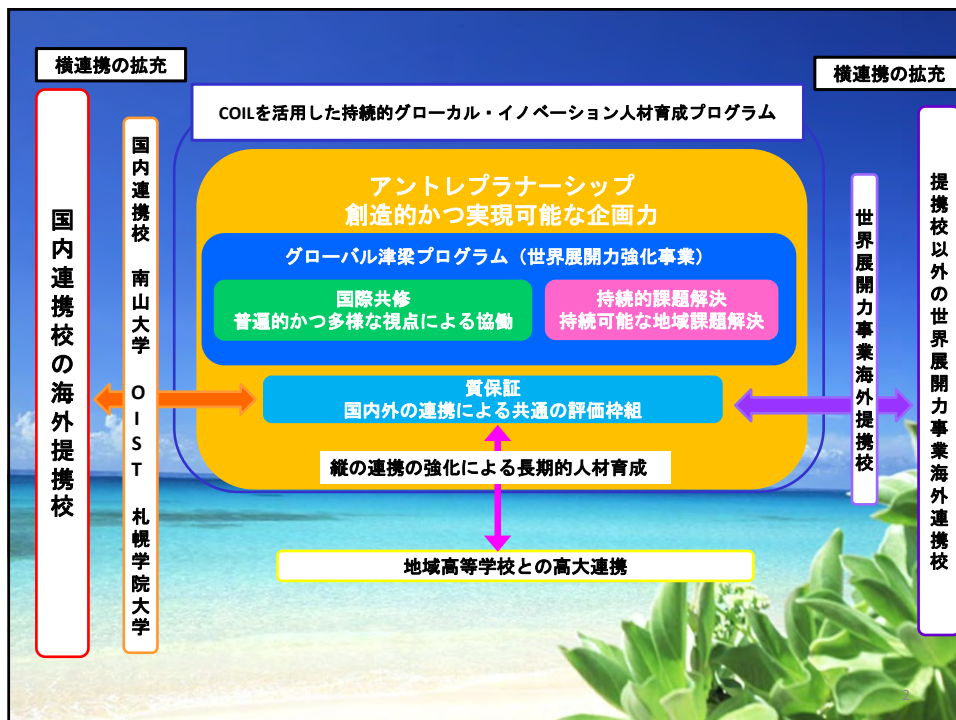 横連携の拡充
横連携の拡充
COILを活用した持続的グローカル・イノベーション人材育成プログラム
アントレプラナーシップ
創造的かつ実現可能な企画力
グローバル津梁プログラム（世界展開力強化事業）
国際共修
普遍的かつ多様な視点による協働
持続的課題解決
持続可能な地域課題解決
質保証
国内外の連携による共通の評価枠組
縦の連携の強化による長期的人材育成
地域高等学校との高大連携
国内連携校の海外提携校
国内連携校 南山大学 OIST 札幌学院大学
世界展開力事業海外提携校
提携校以外の世界展開力事業海外連携校
2